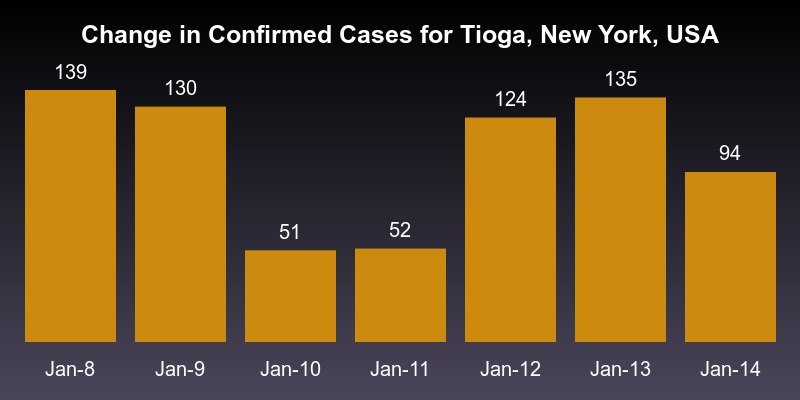 Change in Confirmed Cases for Tioga, New York, USA
139
130
51
52
124
135
94
Jan-8
Jan-9
Jan-10
Jan-11
Jan-12
Jan-13
Jan-14